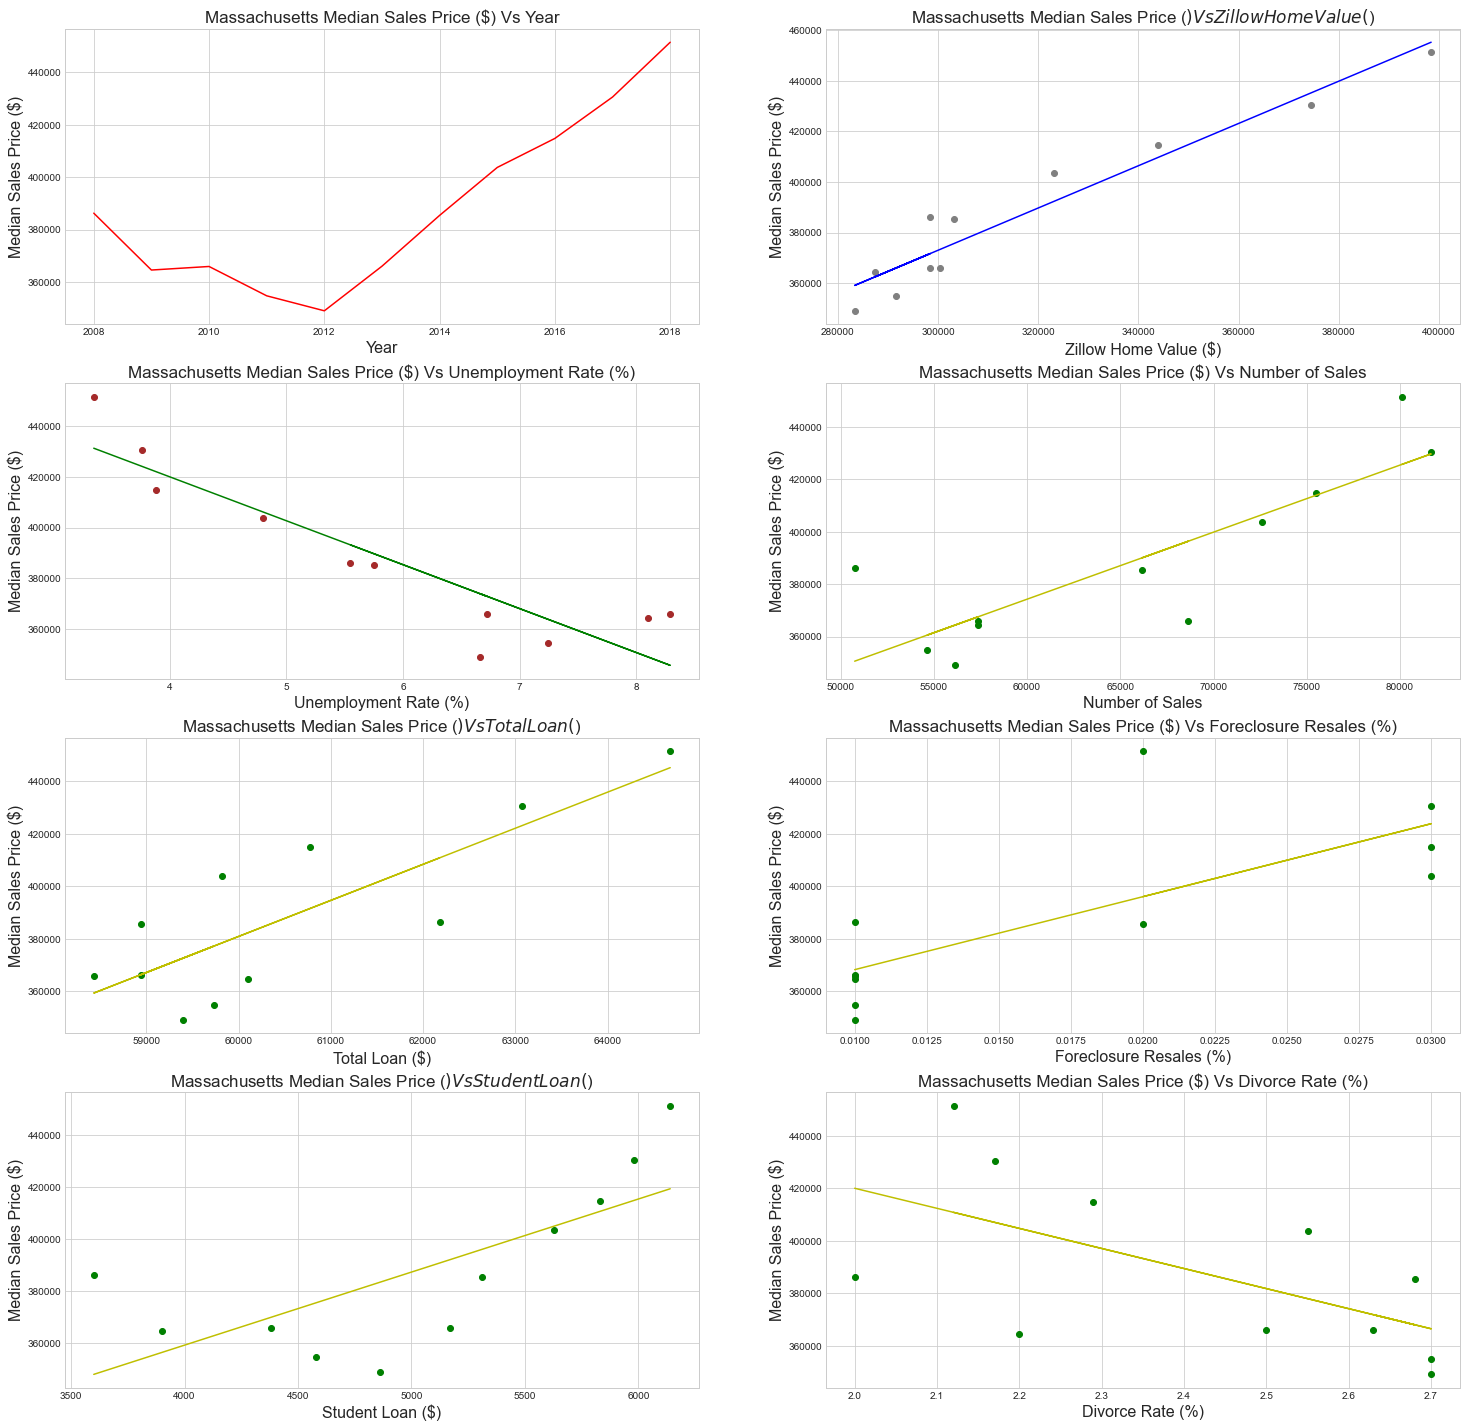 Massachusetts Median Sales Price ($) Vs Year
Median Sales Price ($)
440000
420000
400000
380000
360000
2008 2010 2012 2014 2016 2018
Year
Massachusetts Median Sales Price ()VsZillowHomeValue()
Median Sales Price ($)
460000
440000
420000
400000
380000
360000
280000 300000 320000 340000 360000 380000 400000
Zillow Home Value ($)
Massachusetts Median Sales Price ($) Vs Unemployment Rate (%)
Median Sales Price ($)
440000
420000
400000
380000
360000
4 5 6 7 8
Unemployment Rate (%)
Massachusetts Median Sales Price ($) Vs Number of Sales
Median Sales Price ($)
440000
420000
400000
380000
360000
50000 55000 60000 65000 70000 75000 80000
Number of Sales
Massachusetts Median Sales Price ()VsTotalLoan()
Median Sales Price ($)
440000
420000
400000
380000
360000
59000 60000 61000 62000 63000 64000
Total Loan ($)
Massachusetts Median Sales Price ($) Vs Foreclosure Resales (%)
Median Sales Price ($)
440000
420000
400000
380000
360000
0.0100 0.0125 0.0150 0.0175 0.0200 0.0225 0.0250 0.0275 0.0300
Foreclosure Resales (%)
Massachusetts Median Sales Price ()VsStudentLoan()
Median Sales Price ($)
440000
420000
400000
380000
360000
3500 4000 4500 5000 5500 6000
Student Loan ($)
Massachusetts Median Sales Price ($) Vs Divorce Rate (%)
Median Sales Price ($)
440000
420000
400000
380000
360000
2.0 2.1 2.2 2.3 2.4 2.5 2.6 2.7
Divorce Rate (%)